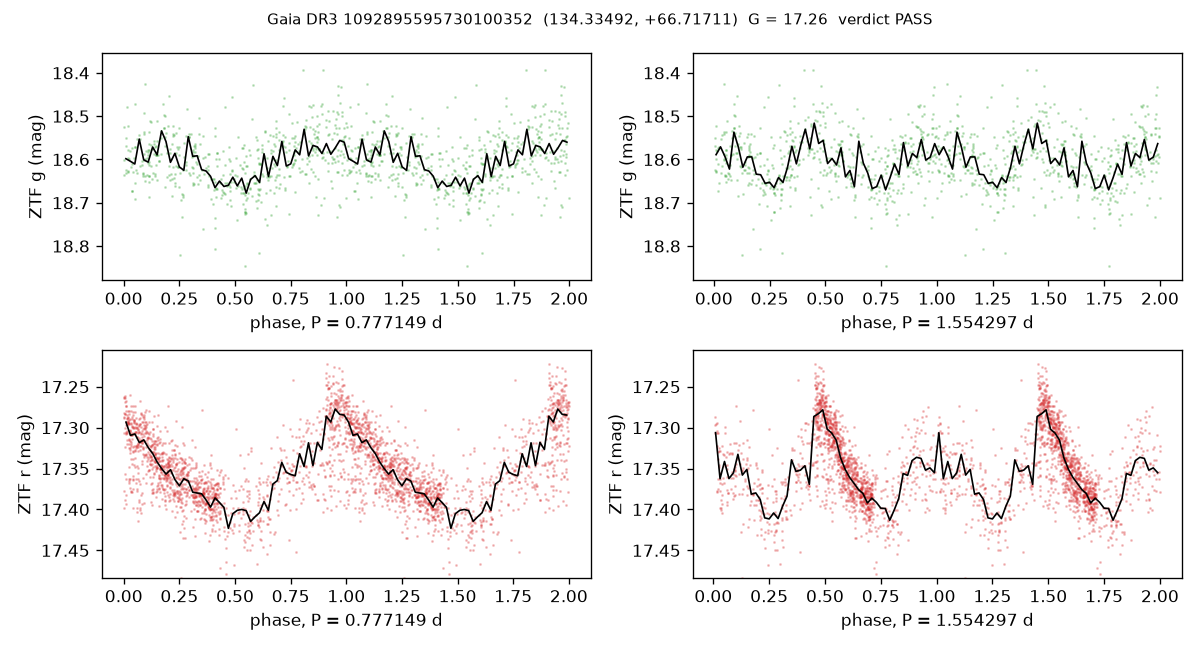 Gaia DR3 1092895595730100352 (134.33492, +66.71711) G = 17.26 verdict PASS
ZTF g (mag)
18.4
18.5
18.6
18.7
18.8
0.00 0.25 0.50 0.75 1.00 1.25 1.50 1.75 2.00
phase, P = 0.777149 d
ZTF g (mag)
18.4
18.5
18.6
18.7
18.8
0.00 0.25 0.50 0.75 1.00 1.25 1.50 1.75 2.00
phase, P = 1.554297 d
ZTF r (mag)
17.25
17.30
17.35
17.40
17.45
0.00 0.25 0.50 0.75 1.00 1.25 1.50 1.75 2.00
phase, P = 0.777149 d
ZTF r (mag)
17.25
17.30
17.35
17.40
17.45
0.00 0.25 0.50 0.75 1.00 1.25 1.50 1.75 2.00
phase, P = 1.554297 d